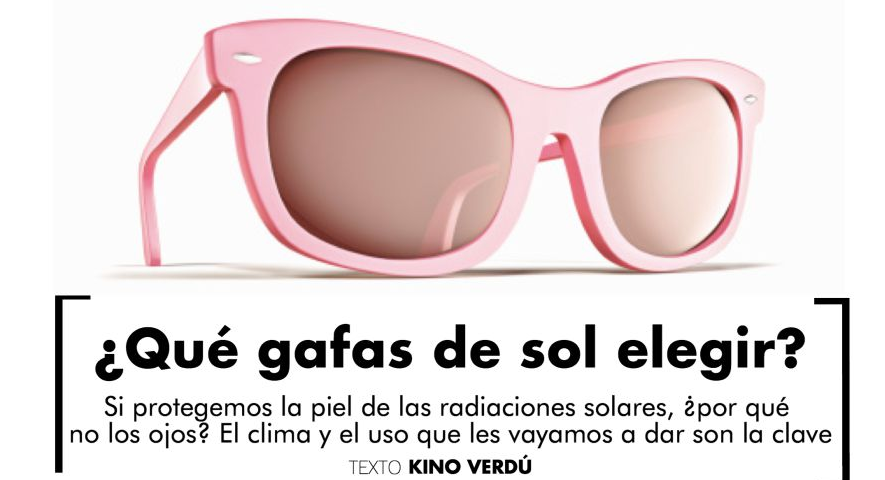 ¿Qué gafas de sol elegir?
Si protegemos la piel de las radiaciones solares, ¿por qué
no los ojos? El clima y el uso que les vayamos a dar son la clave
TEXTO KINO VERDÚ